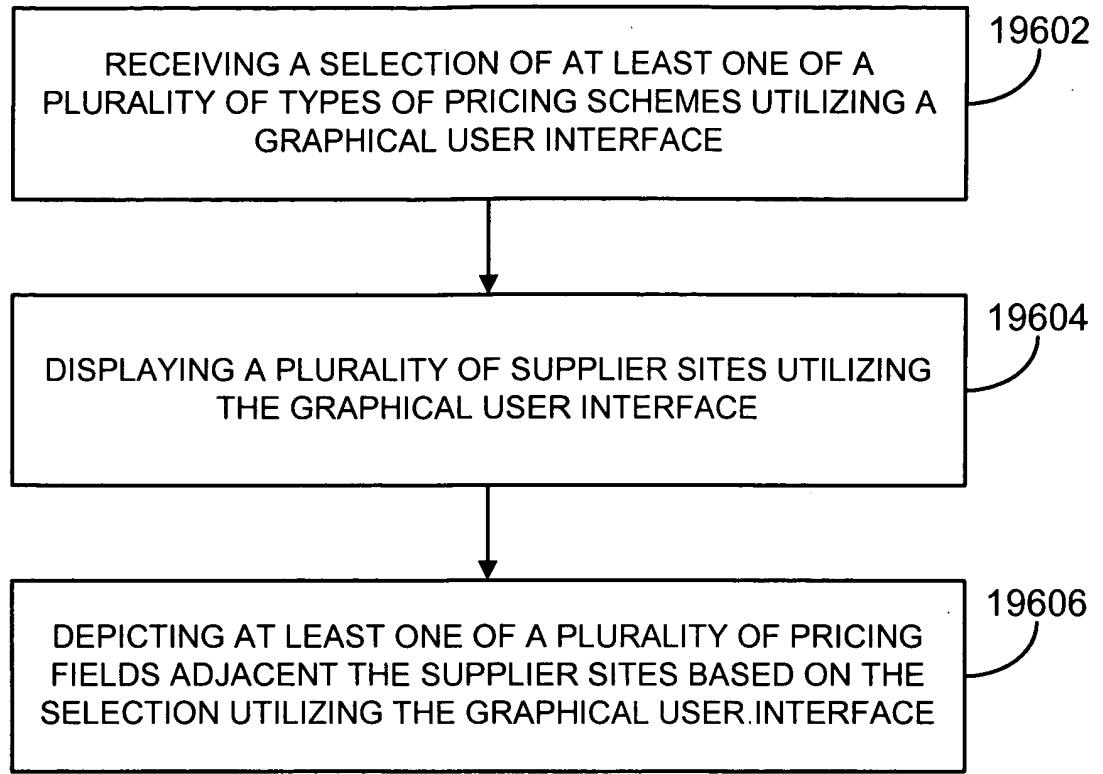 19602
RECEIVING A SELECTION OF AT LEAST ONE OF A
PLURALITY OF TYPES OF PRICING SCHEMES UTILIZING A
GRAPHICAL USER INTERFACE
19604
DISPLAYING A PLURALITY OF SUPPLIER SITES UTILIZING
THE GRAPHICAL USER INTERFACE
19606
DEPICTING AT LEAST ONE OF A PLURALITY OF PRICING
FIELDS ADJACENT THE SUPPLIER SITES BASED ON THE
SELECTION UTILIZING THE GRAPHICAL USER.INTERFACE